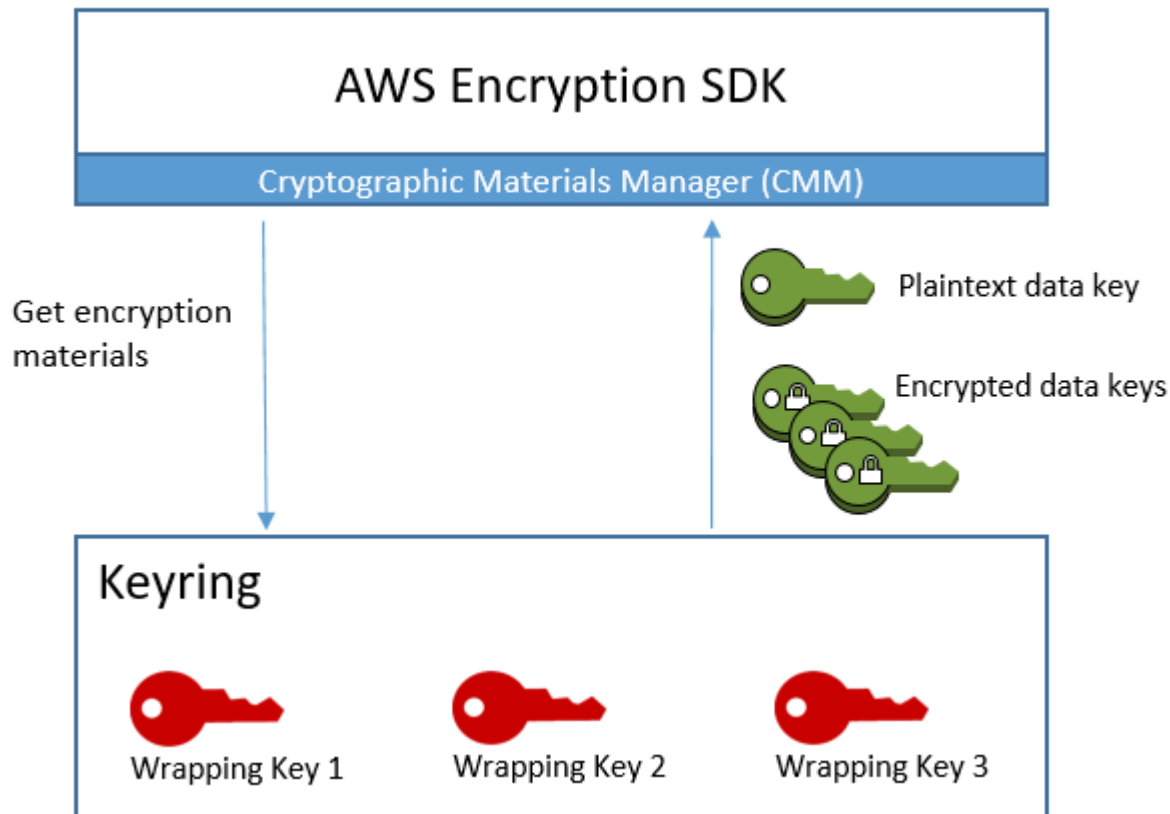 AWS Encryption SDK
Cryptographic Materials Manager (CMM)
Get encryption
materials
Plaintext data key
Encrypted data keys
Keyring
Wrapping Key 1
Wrapping Key 2
Wrapping Key 3